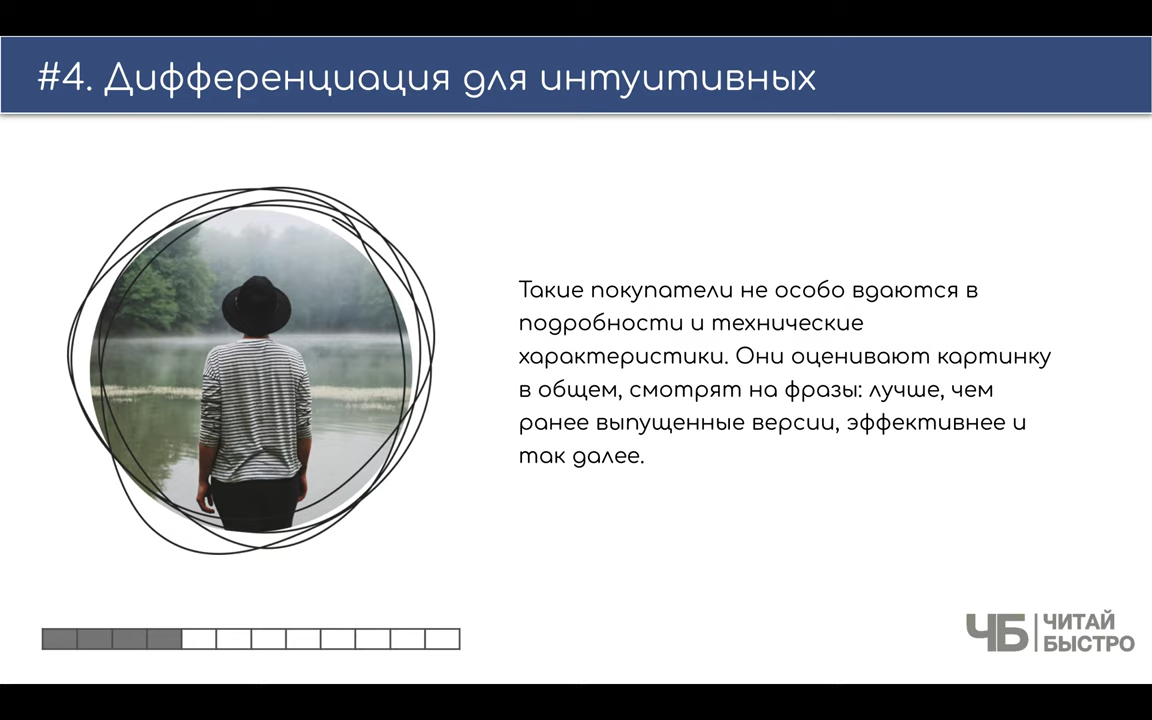 #4. Дифференциация для интуитивных
Такие покупатели не особо вдаются в
подробности и технические
характеристики. Они оценивают картинку
в общем, смотрят на фразы: лучше, чем
ранее выпущенные версии, эффективнее и
так далее.
ЧБ
ЧИТАЙ
БЫСТРО